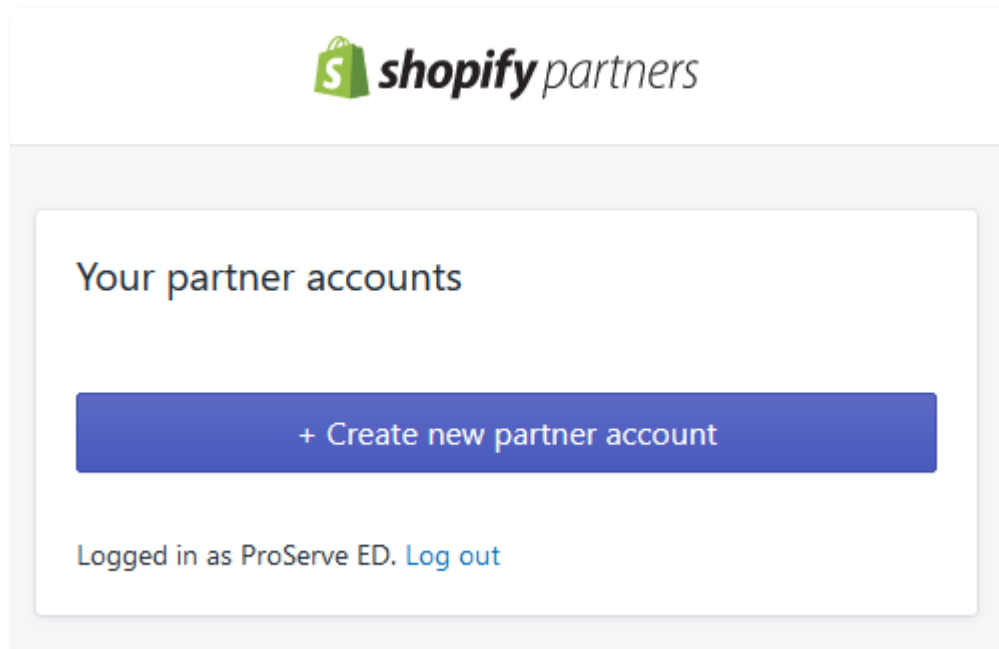 shopify partners
Your partner accounts
+ Create new partner account
Logged in as ProServe ED. Log out